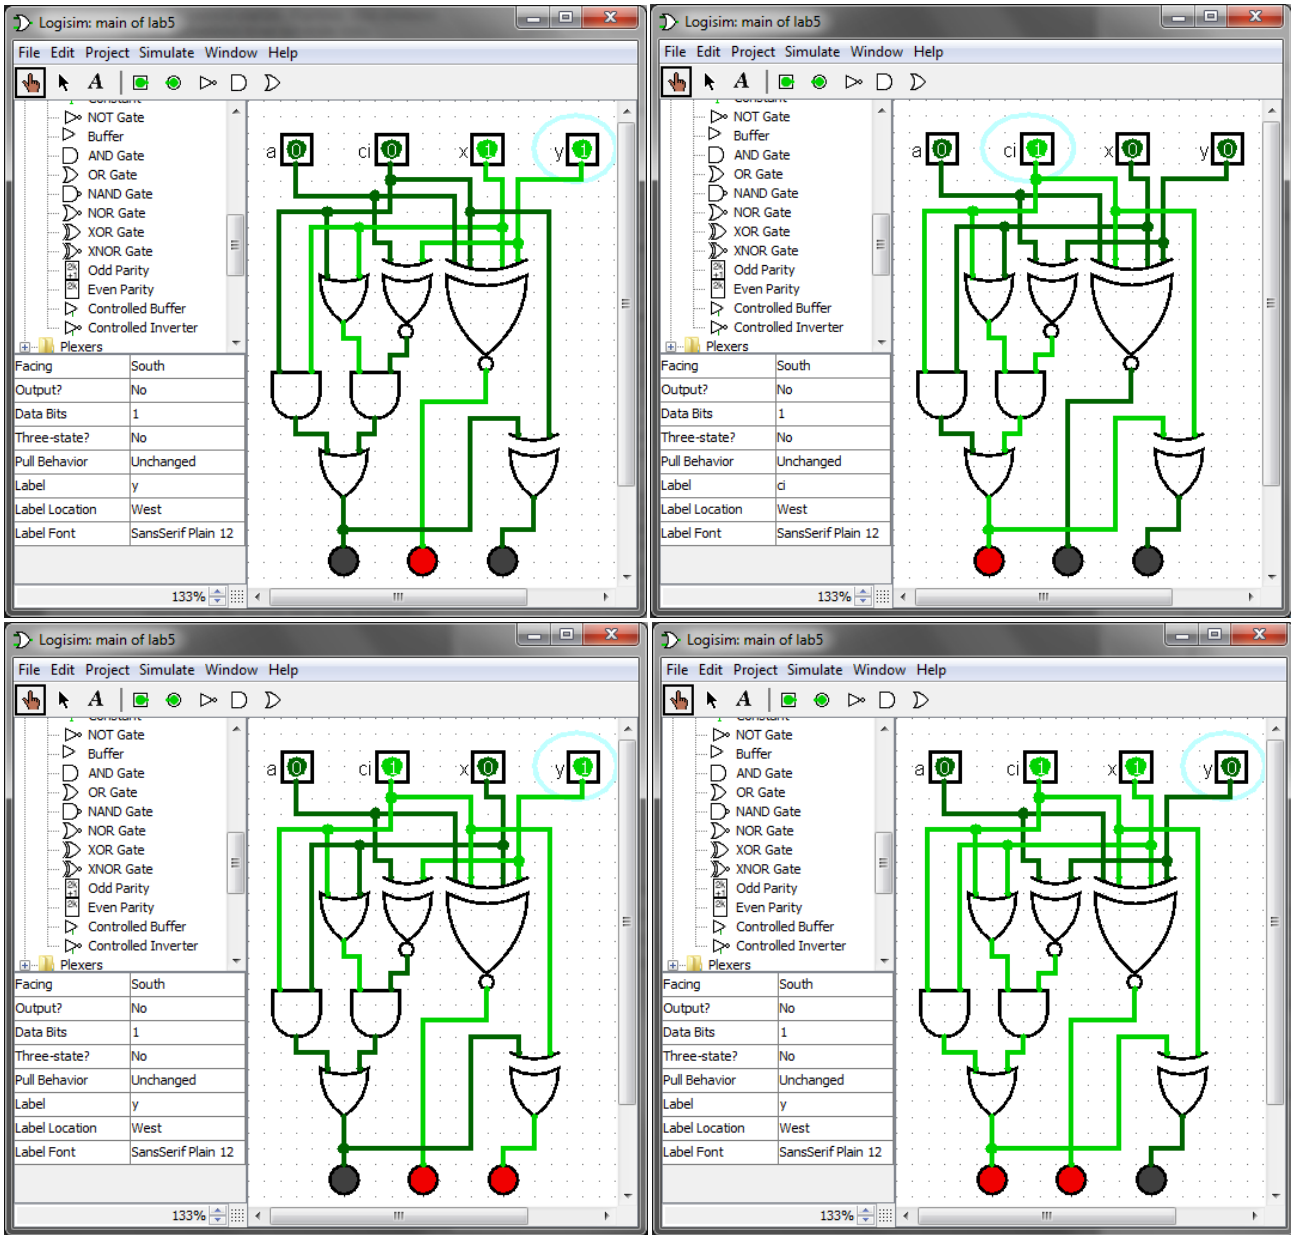 Logisim: main of lab5
File Edit Project Simulate Window Help
A
NOT Gate
Buffer
AND Gate
OR Gate
NAND Gate
NOR Gate
XOR Gate
XNOR Gate
Odd Parity
Even Parity
Controlled Buffer
Controlled Inverter
Plexers
Facing South
Output? No
Data Bits 1
Three-state? No
Pull Behavior Unchanged
Label y
Label Location West
Label Font SansSerif Plain 12
133%
a 0 ci 0 x 1 y 1
Logisim: main of lab5
File Edit Project Simulate Window Help
A
NOT Gate
Buffer
AND Gate
OR Gate
NAND Gate
NOR Gate
XOR Gate
XNOR Gate
Odd Parity
Even Parity
Controlled Buffer
Controlled Inverter
Plexers
Facing South
Output? No
Data Bits 1
Three-state? No
Pull Behavior Unchanged
Label ci
Label Location West
Label Font SansSerif Plain 12
133%
a 0 ci 1 x 0 y 0
Logisim: main of lab5
File Edit Project Simulate Window Help
A
NOT Gate
Buffer
AND Gate
OR Gate
NAND Gate
NOR Gate
XOR Gate
XNOR Gate
Odd Parity
Even Parity
Controlled Buffer
Controlled Inverter
Plexers
Facing South
Output? No
Data Bits 1
Three-state? No
Pull Behavior Unchanged
Label y
Label Location West
Label Font SansSerif Plain 12
133%
a 0 ci 1 x 0 y 1
Logisim: main of lab5
File Edit Project Simulate Window Help
A
NOT Gate
Buffer
AND Gate
OR Gate
NAND Gate
NOR Gate
XOR Gate
XNOR Gate
Odd Parity
Even Parity
Controlled Buffer
Controlled Inverter
Plexers
Facing South
Output? No
Data Bits 1
Three-state? No
Pull Behavior Unchanged
Label y
Label Location West
Label Font SansSerif Plain 12
133%
a 0 ci 1 x 1 y 0